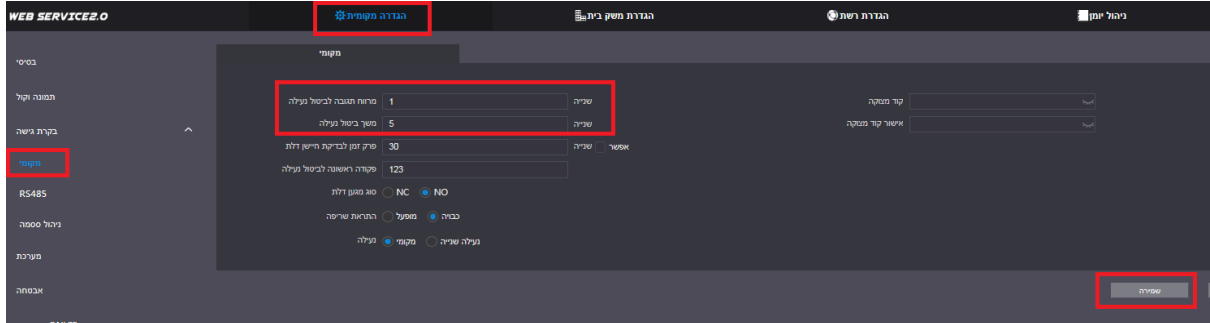 WEB SERVICE2.0
הגדרה מקומית
הגדרת משק בית
הגדרת רשת
ניהול יומן
בסיסי
תמונה וקול
בקרת גישה
מקומי
RS485
ניהול סממה
מערכת
אבטחה
מקומי
מרווח תגובה לביטול נעילה 1 שנייה
משך ביטול נעילה 5 שנייה
פרק זמן לבדיקת חיישן דלת 30 שנייה אפשר
פקודה ראשונה לביטול נעילה 123
סוג מגען דלת NC NO
התראת שריפה מופעל כבויה
נעילה מקומי נעילה שנייה
קוד מצוקה
אישור קוד מצוקה
שמירה